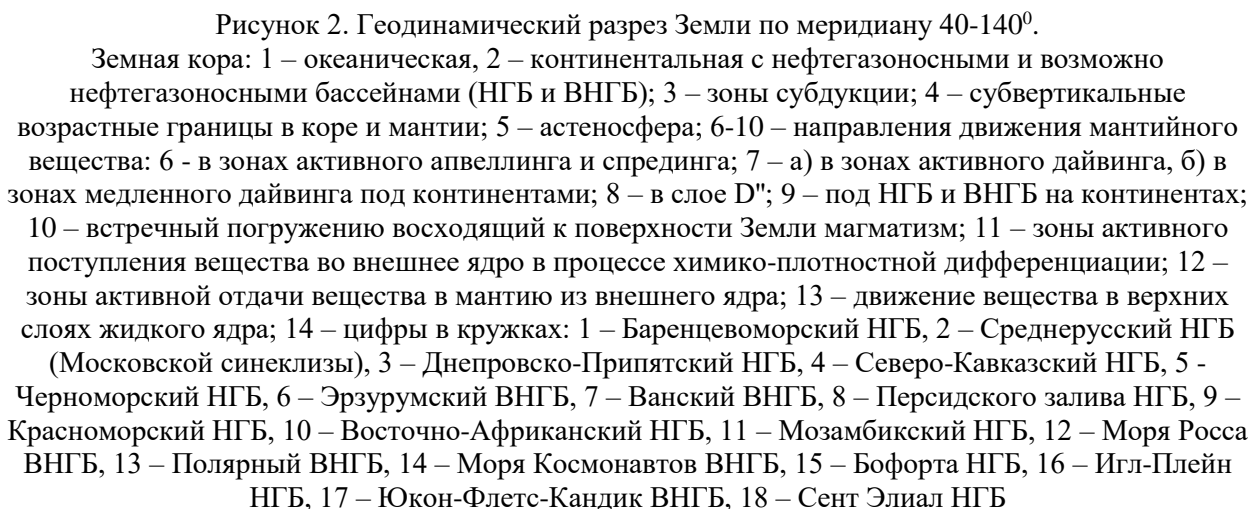 Рисунок 2. Геодинамический разрез Земли по меридиану 40-140⁰.
Земная кора: 1 – океаническая, 2 – континентальная с нефтегазоносными и возможно
нефтегазоносными бассейнами (НГБ и ВНГБ); 3 – зоны субдукции; 4 – субвертикальные
возрастные границы в коре и мантии; 5 – астеносфера; 6-10 – направления движения мантийного
вещества: 6 - в зонах активного апвеллинга и спрединга; 7 – а) в зонах активного дайвинга, б) в
зонах медленного дайвинга под континентами; 8 – в слое D"; 9 – под НГБ и ВНГБ на континентах;
10 – встречный погружению восходящий к поверхности Земли магматизм; 11 – зоны активного
поступления вещества во внешнее ядро в процессе химико-плотностной дифференциации; 12 –
зоны активной отдачи вещества в мантию из внешнего ядра; 13 – движение вещества в верхних
слоях жидкого ядра; 14 – цифры в кружках: 1 – Баренцевоморский НГБ, 2 – Среднерусский НГБ
(Московской синеклизы), 3 – Днепровско-Припятский НГБ, 4 – Северо-Кавказский НГБ, 5 -
Черноморский НГБ, 6 – Эрзурумский ВНГБ, 7 – Ванский ВНГБ, 8 – Персидского залива НГБ, 9 –
Красноморский НГБ, 10 – Восточно-Африканский НГБ, 11 – Мозамбикский НГБ, 12 – Моря Росса
ВНГБ, 13 – Полярный ВНГБ, 14 – Моря Космонавтов ВНГБ, 15 – Бофорта НГБ, 16 – Игл-Плейн
НГБ, 17 – Юкон-Флетс-Кандик ВНГБ, 18 – Сент Элиал НГБ